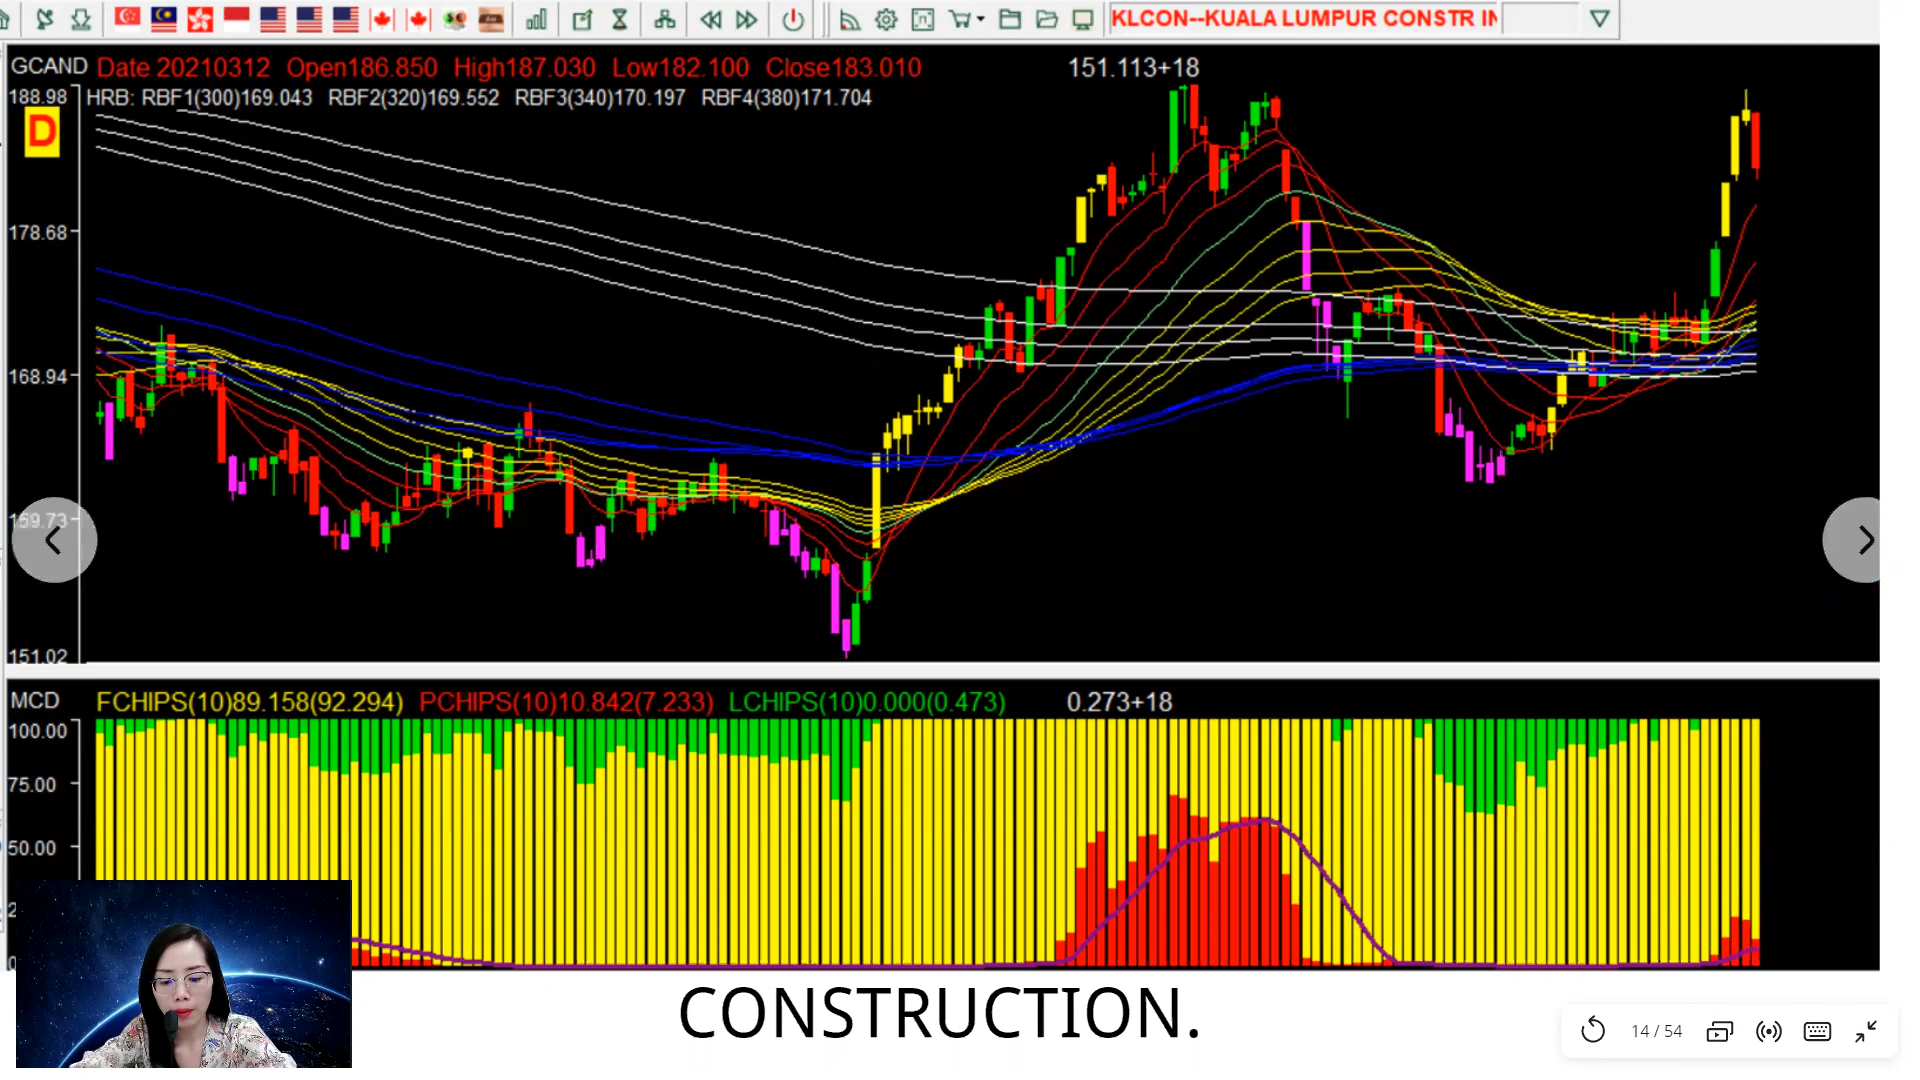 KLCON--KUALA LUMPUR CONSTR IN
GCAND Date 20210312 Open186.850 High187.030 Low182.100 Close183.010 151.113+18
188.98 HRB: RBF1(300)169.043 RBF2(320)169.552 RBF3(340)170.197 RBF4(380)171.704
D
178.68
168.94
159.73
151.02
MCD FCHIPS(10)89.158(92.294) PCHIPS(10)10.842(7.233) LCHIPS(10)0.000(0.473) 0.273+18
100.00
75.00
50.00
CONSTRUCTION.
14 / 54